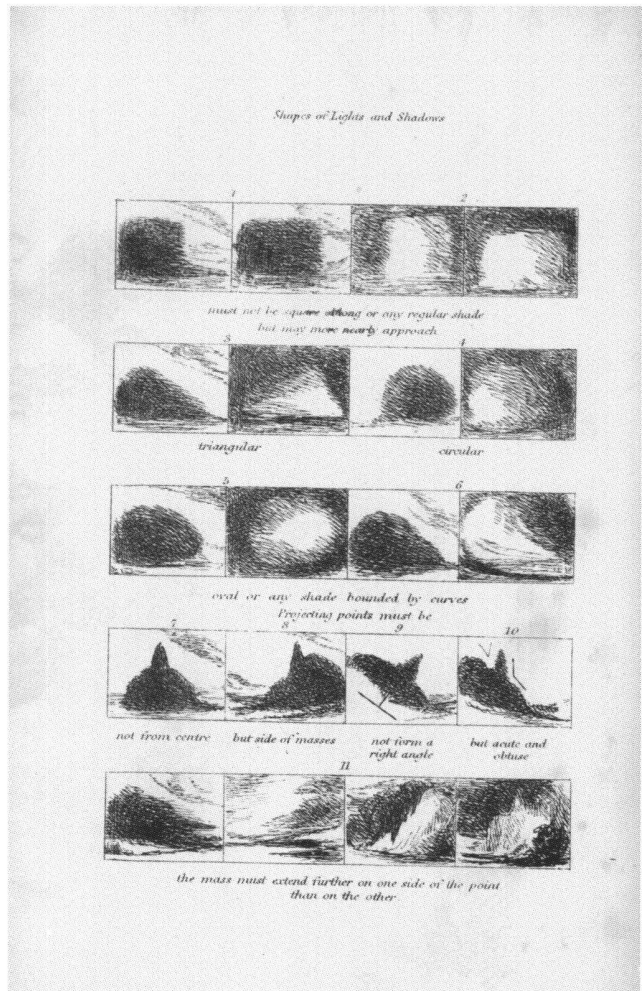 Shapes of Lights and Shadows
1 2
must not be square oblong or any regular shade
but may more nearly approach
3 4
triangular circular
5 6
oval or any shade bounded by curves
Projecting points must be
7 8 9 10
not from centre but side of masses not form a but acute and
right angle obtuse
11
the mass must extend further on one side of the point
than on the other.